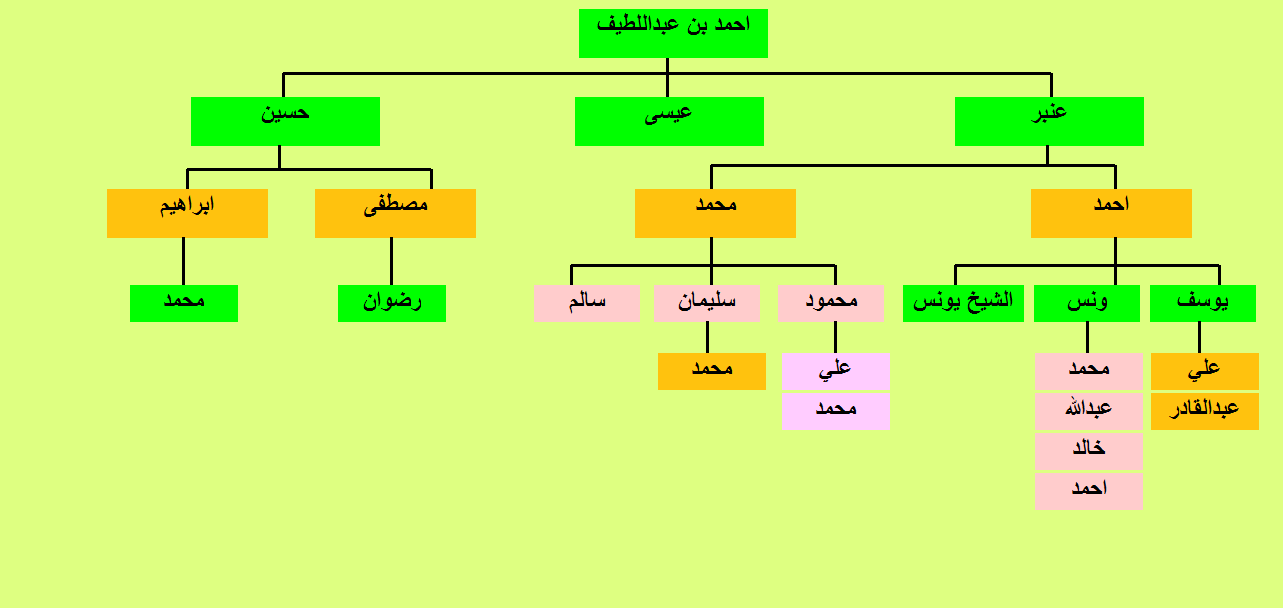 احمد بن عبداللطيف
عنبر
عيسى
حسين
احمد
محمد
مصطفى
ابراهيم
يوسف
ونس
الشيخ يونس
محمود
سليمان
سالم
رضوان
محمد
علي
محمد
علي
محمد
عبدالقادر
عبدالله
محمد
خالد
احمد